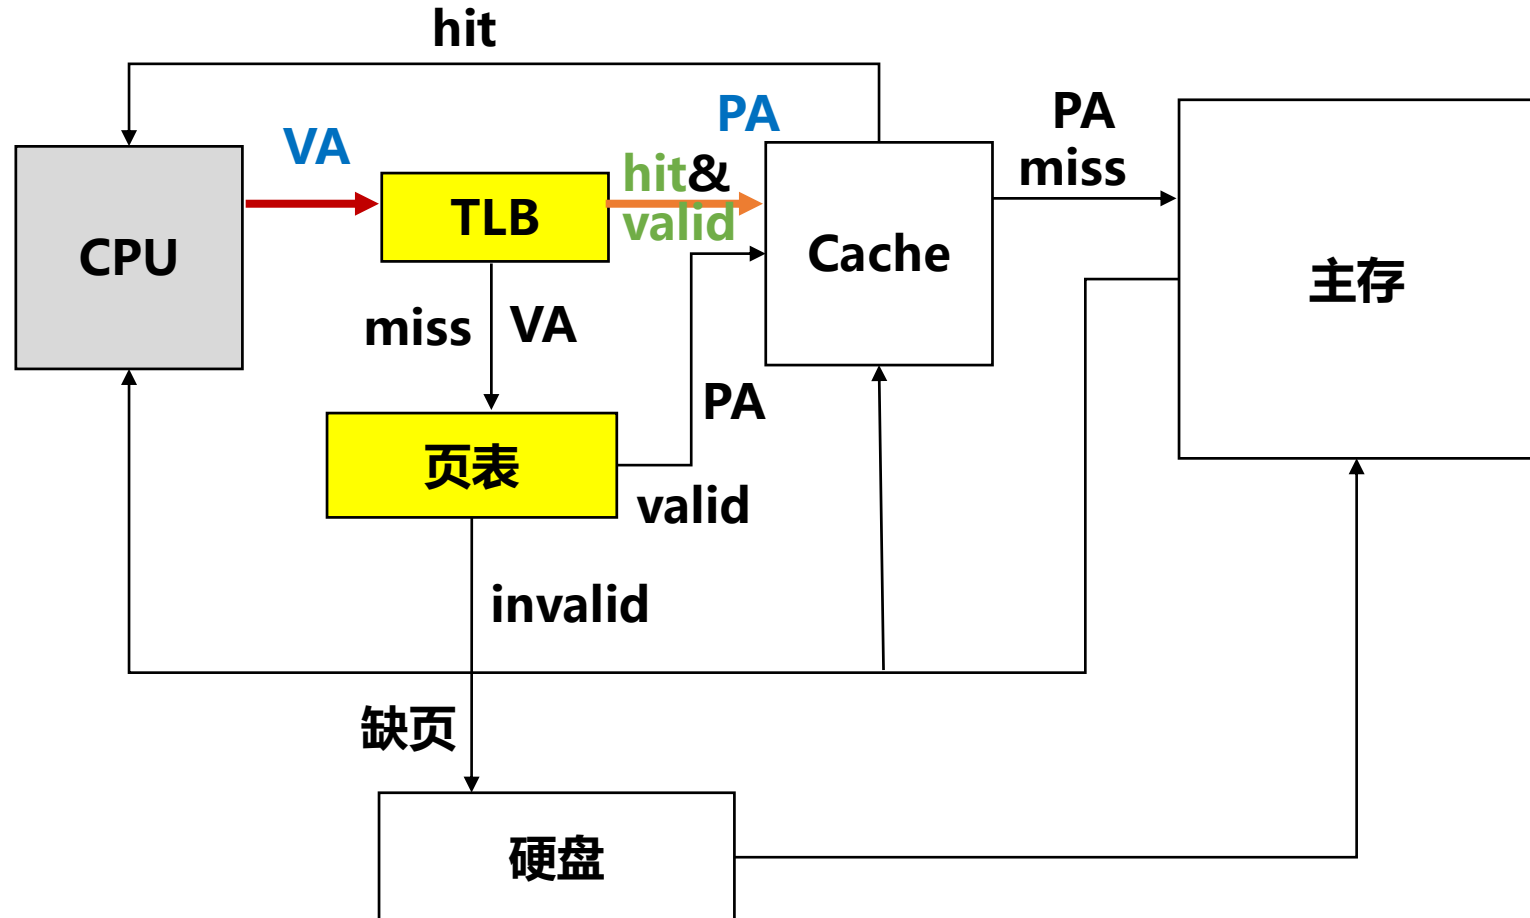 hit
VA
PA
PA
miss
hit&
valid
TLB
CPU
Cache
主存
miss
VA
PA
页表
valid
invalid
缺页
硬盘